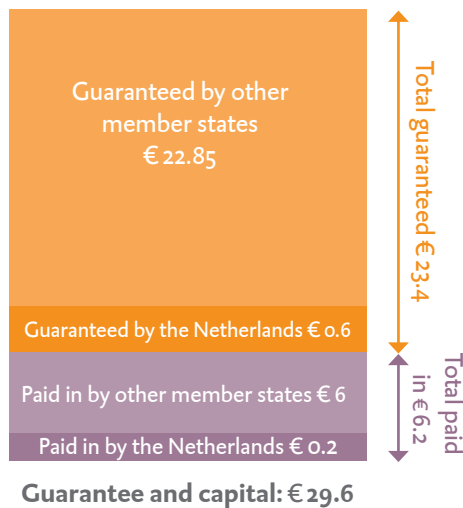 Guaranteed by other
member states
€ 22.85
Total guaranteed € 23.4
Guaranteed by the Netherlands € 0.6
Paid in by other member states € 6
Total paid
in € 6.2
Paid in by the Netherlands € 0.2
Guarantee and capital: € 29.6